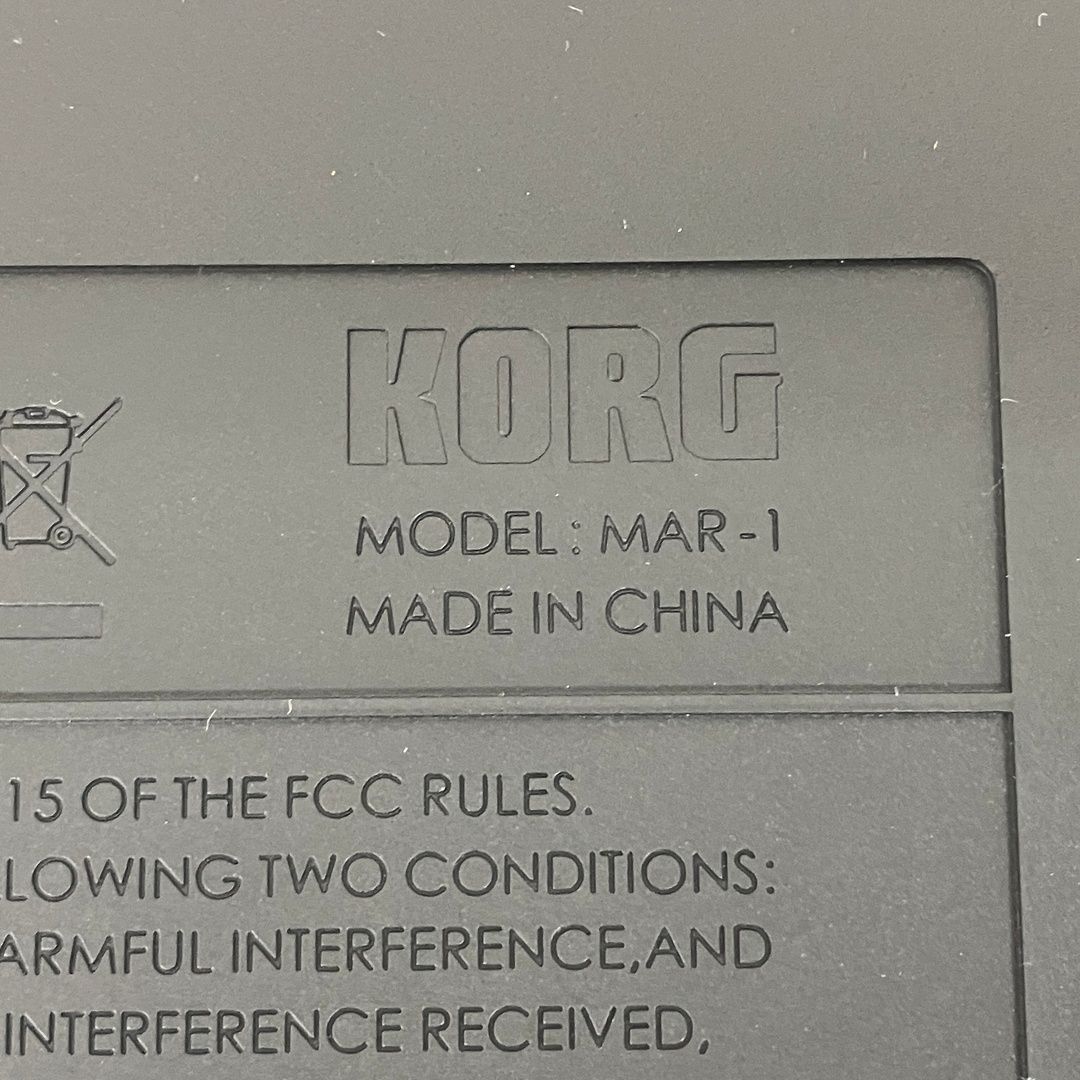 KORG
MODEL : MAR-1
MADE IN CHINA
15 OF THE FCC RULES.
LOWING TWO CONDITIONS:
ARMFUL INTERFERENCE,AND
INTERFERENCE RECEIVED,